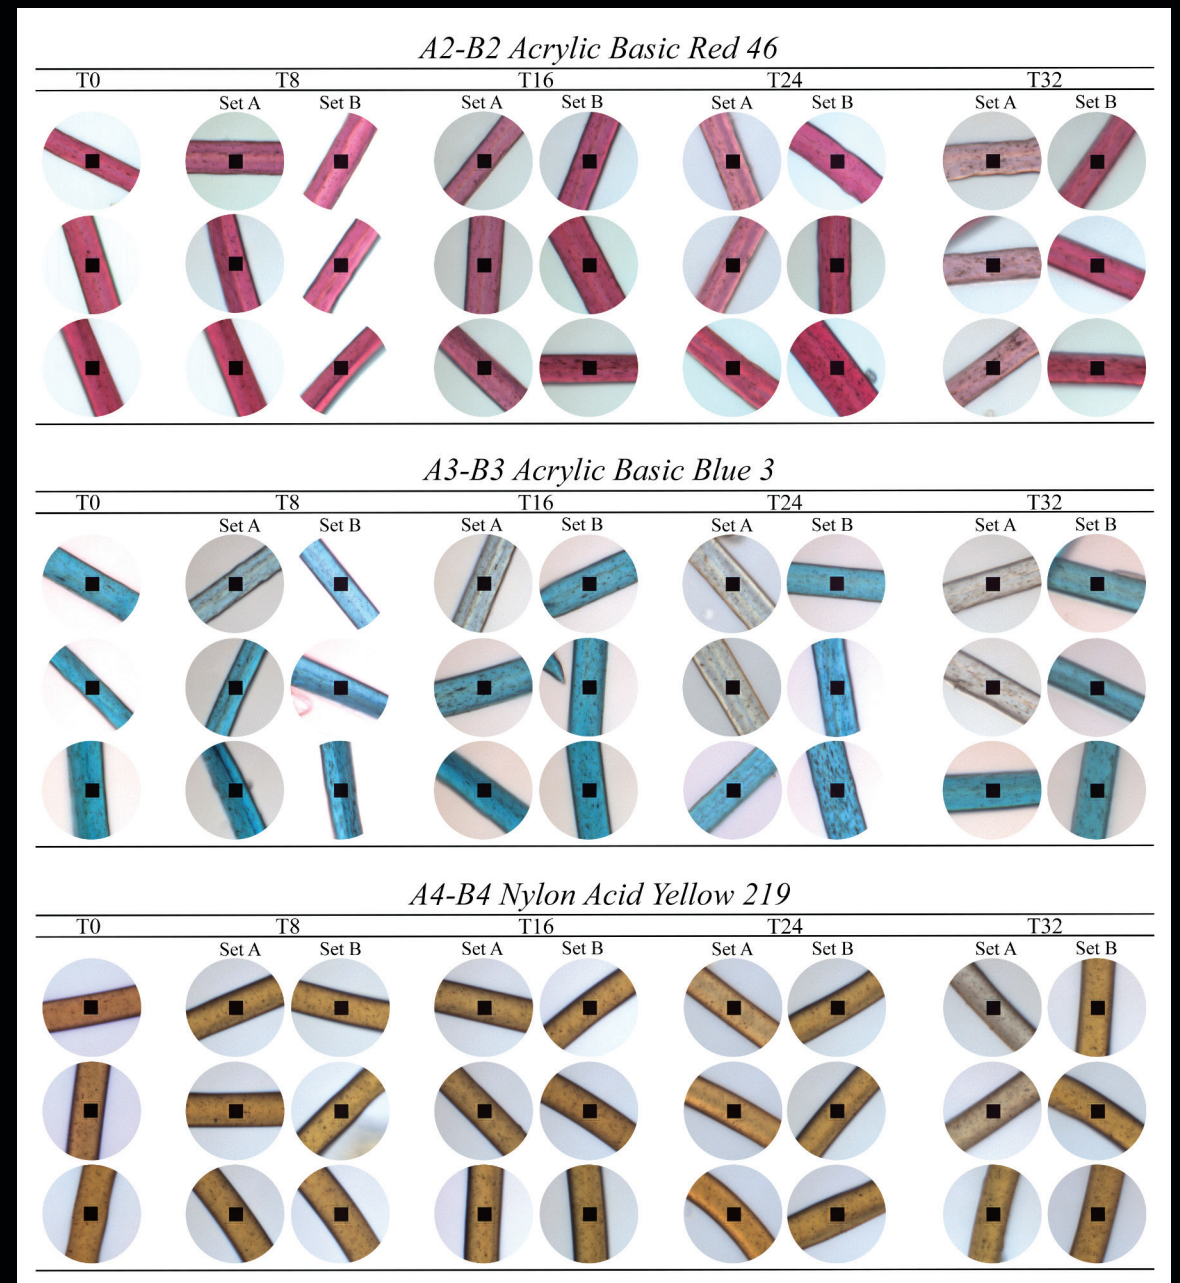 A2-B2 Acrylic Basic Red 46
T0 T8 T16 T24 T32
Set A Set B Set A Set B Set A Set B Set A Set B
A3-B3 Acrylic Basic Blue 3
T0 T8 T16 T24 T32
Set A Set B Set A Set B Set A Set B Set A Set B
A4-B4 Nylon Acid Yellow 219
T0 T8 T16 T24 T32
Set A Set B Set A Set B Set A Set B Set A Set B